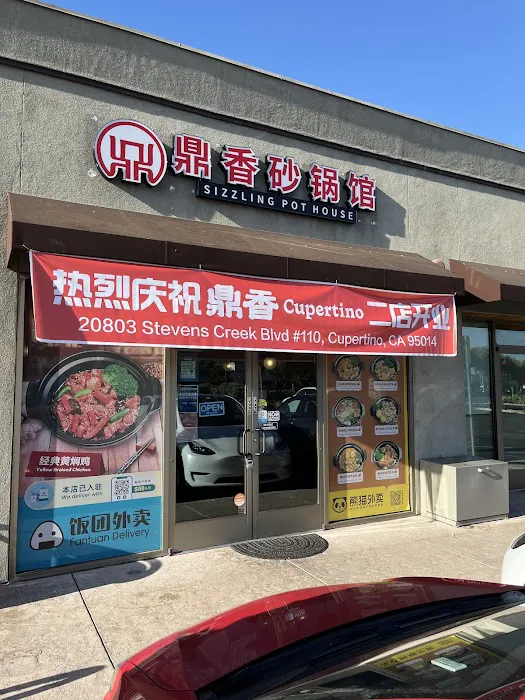 鼎香砂锅馆
SIZZLING POT HOUSE
热烈庆祝鼎香 Cupertino 二店开业
20803 Stevens Creek Blvd #110, Cupertino, CA 95014
OPEN
经典黄焖鸡
Yellow Braised Chicken
本店已入驻
We deliver with
饭团外卖
Fantuan Delivery
熊猫外卖